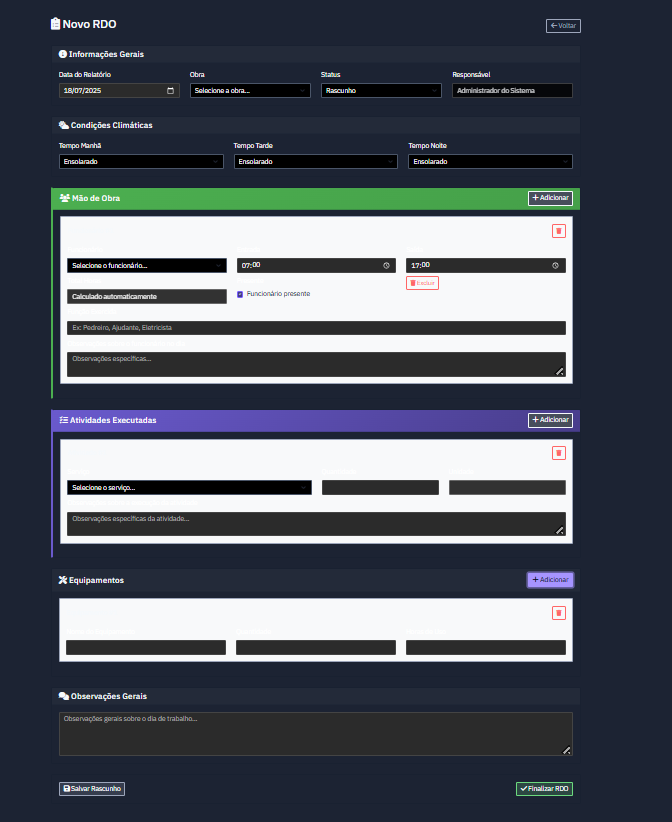 Novo RDO
Voltar
Informações Gerais
Data do Relatório Obra Status Responsável
18/07/2025 Selecione a obra... Rascunho Administrador do Sistema
Condições Climáticas
Tempo Manhã Tempo Tarde Tempo Noite
Ensolarado Ensolarado Ensolarado
Mão de Obra Adicionar
Selecione o funcionário... 07:00 17:00
Excluir
Calculado automaticamente Funcionário presente
Ex: Pedreiro, Ajudante, Eletricista
Observações específicas...
Atividades Executadas Adicionar
Selecione o serviço...
Observações específicas da atividade...
Equipamentos Adicionar
Observações Gerais
Observações gerais sobre o dia de trabalho...
Salvar Rascunho Finalizar RDO